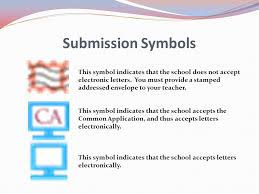 Submission Symbols
This symbol indicates that the school does not accept
electronic letters. You must provide a stamped
addressed envelope to your teacher.
CA
This symbol indicates that the school accepts the
Common Application, and thus accepts letters
electronically.
This symbol indicates that the school accepts letters
electronically.